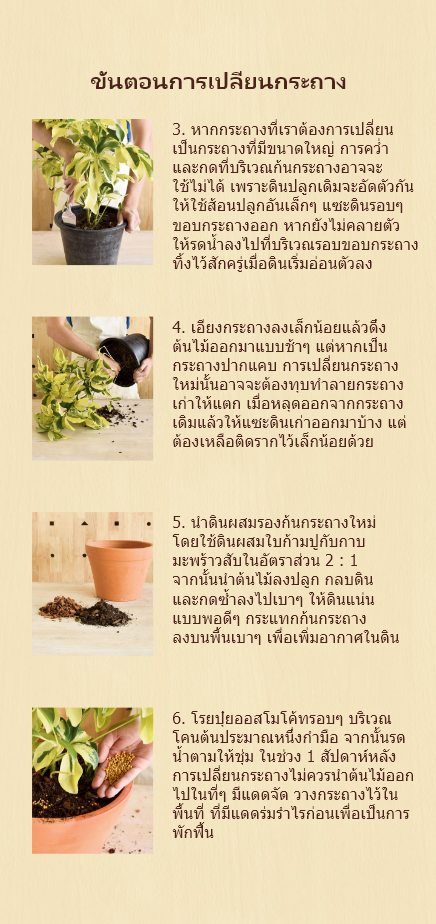 ขั้นตอนการเปลี่ยนกระถาง
3. หากกระถางที่เราต้องการเปลี่ยน
เป็นกระถางที่มีขนาดใหญ่ การคว่ำ
และกดที่บริเวณก้นกระถางอาจจะ
ใช้ไม่ได้ เพราะดินปลูกเดิมจะอัดตัวกัน
ให้ใช้ส้อมปลูกอันเล็กๆ แซะดินรอบๆ
ขอบกระถางออก หากยังไม่คลายตัว
ให้รดน้ำลงไปที่บริเวณรอบขอบกระถาง
ทิ้งไว้สักครู่เมื่อดินเริ่มอ่อนตัวลง
4. เอียงกระถางลงเล็กน้อยแล้วดึง
ต้นไม้ออกมาแบบช้าๆ แต่หากเป็น
กระถางปากแคบ การเปลี่ยนกระถาง
ใหม่นั้นอาจจะต้องทุบทำลายกระถาง
เก่าให้แตก เมื่อหลุดออกจากกระถาง
เดิมแล้วให้แซะดินเก่าออกมาบ้าง แต่
ต้องเหลือติดรากไว้เล็กน้อยด้วย
5. นำดินผสมรองก้นกระถางใหม่
โดยใช้ดินผสมใบก้ามปูกับกาบ
มะพร้าวสับในอัตราส่วน 2 : 1
จากนั้นนำต้นไม้ลงปลูก กลบดิน
และกดซ้ำลงไปเบาๆ ให้ดินแน่น
แบบพอดีๆ กระแทกก้นกระถาง
ลงบนพื้นเบาๆ เพื่อเพิ่มอากาศในดิน
6. โรยปุ๋ยออสโมโค้ทรอบๆ บริเวณ
โคนต้นประมาณหนึ่งกำมือ จากนั้นรด
น้ำตามให้ชุ่ม ในช่วง 1 สัปดาห์หลัง
การเปลี่ยนกระถางไม่ควรนำต้นไม้ออก
ไปในที่ๆ มีแดดจัด วางกระถางไว้ใน
พื้นที่ ที่มีแดดร่มรำไรก่อนเพื่อเป็นการ
พักฟื้น